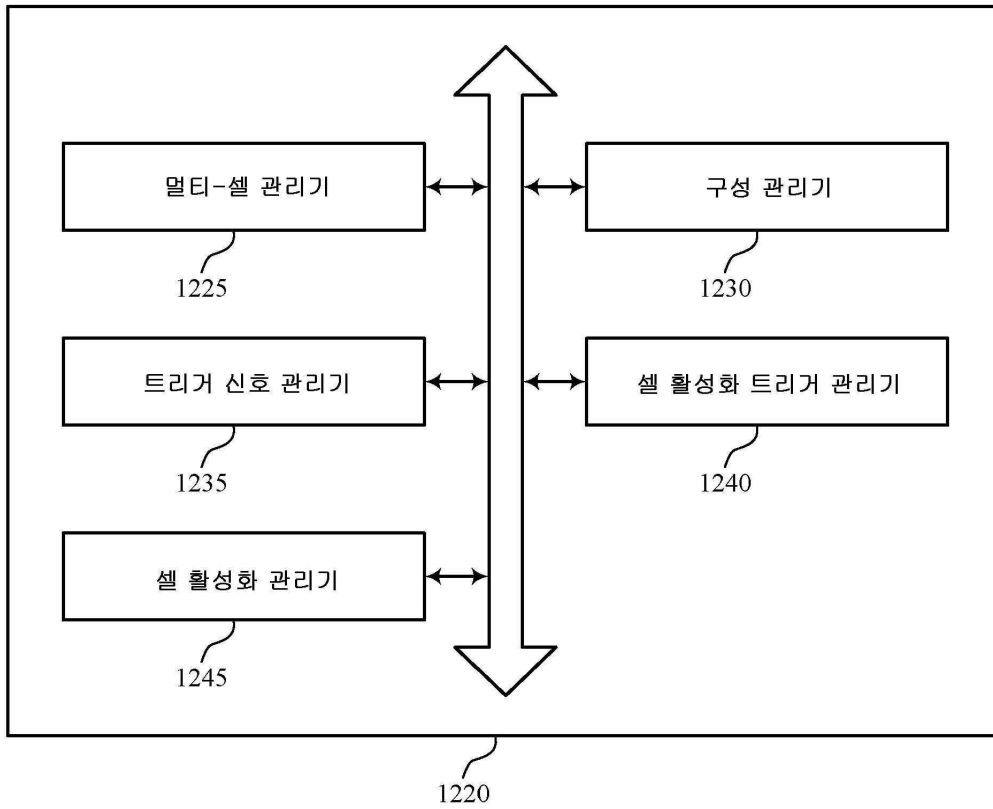 멀티-셀 관리기
구성 관리기
1225
1230
트리거 신호 관리기
셀 활성화 트리거 관리기
1235
1240
셀 활성화 관리기
1245
1220